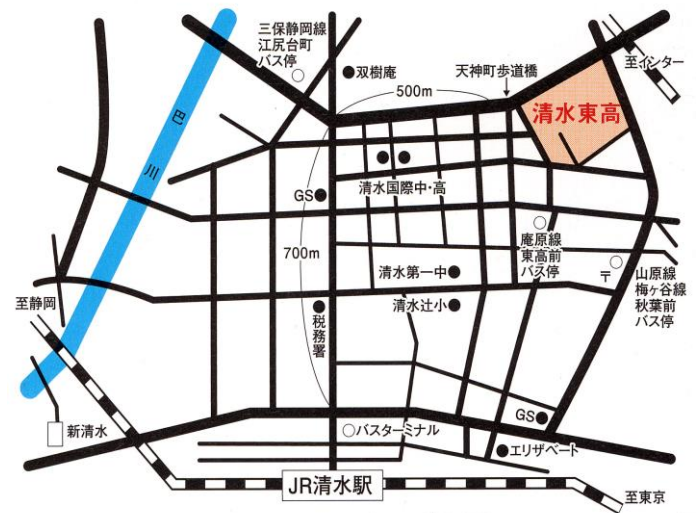 三保静岡線
江尻台町
バス停
双樹庵
天神町歩道橋
至インター
500m
清水東高
巴川
清水国際中・高
GS
700m
庵原線
東高前
バス停
清水第一中
〒
山原線
梅ヶ谷線
秋葉前
バス停
至静岡
税務署
清水辻小
新清水
GS
バスターミナル
エリザベート
JR清水駅
至東京